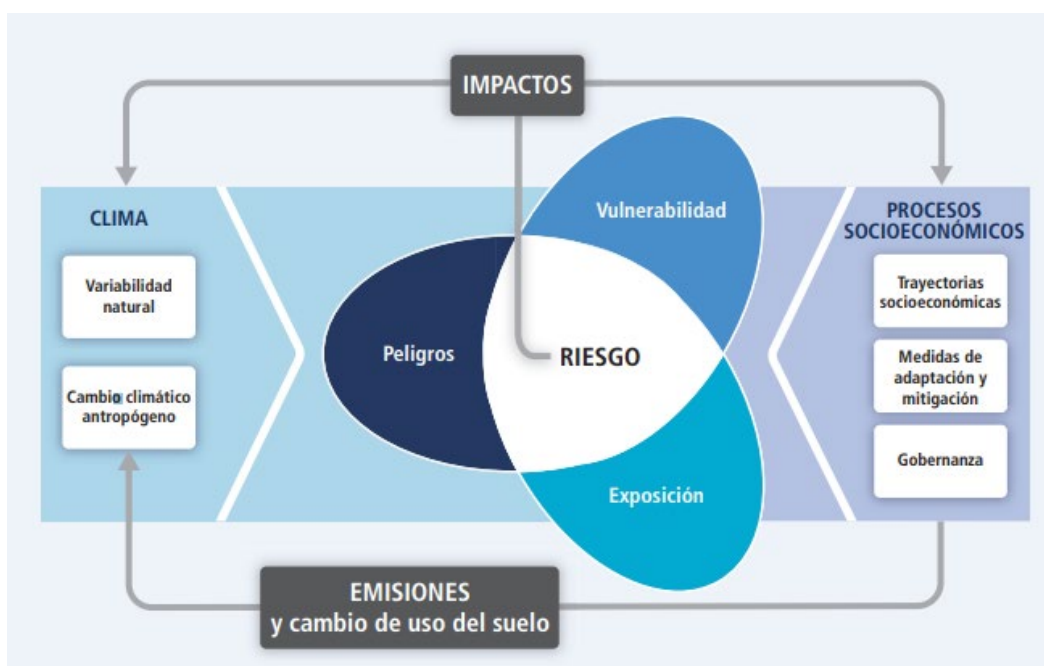 IMPACTOS
CLIMA
Variabilidad
natural
Cambio climático
antropógeno
Peligros
Vulnerabilidad
RIESGO
Exposición
PROCESOS
SOCIOECONÓMICOS
Trayectorias
socioeconómicas
Medidas de
adaptación y
mitigación
Gobernanza
EMISIONES
y cambio de uso del suelo